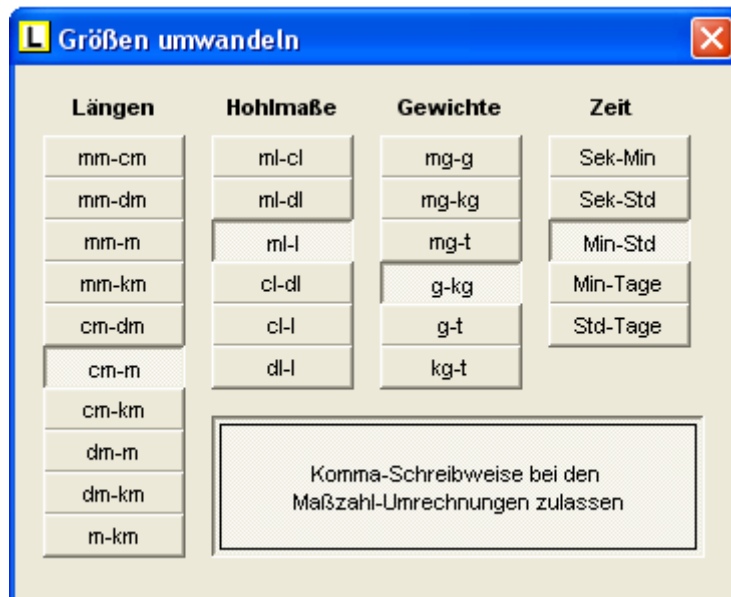 L Größen umwandeln
Längen Hohlmaße Gewichte Zeit
mm-cm ml-cl mg-g Sek-Min
mm-dm ml-dl mg-kg Sek-Std
mm-m ml-l mg-t Min-Std
mm-km cl-dl g-kg Min-Tage
cm-dm cl-l g-t Std-Tage
cm-m dl-l kg-t
cm-km
dm-m
dm-km
m-km
Komma-Schreibweise bei den
Maßzahl-Umrechnungen zulassen